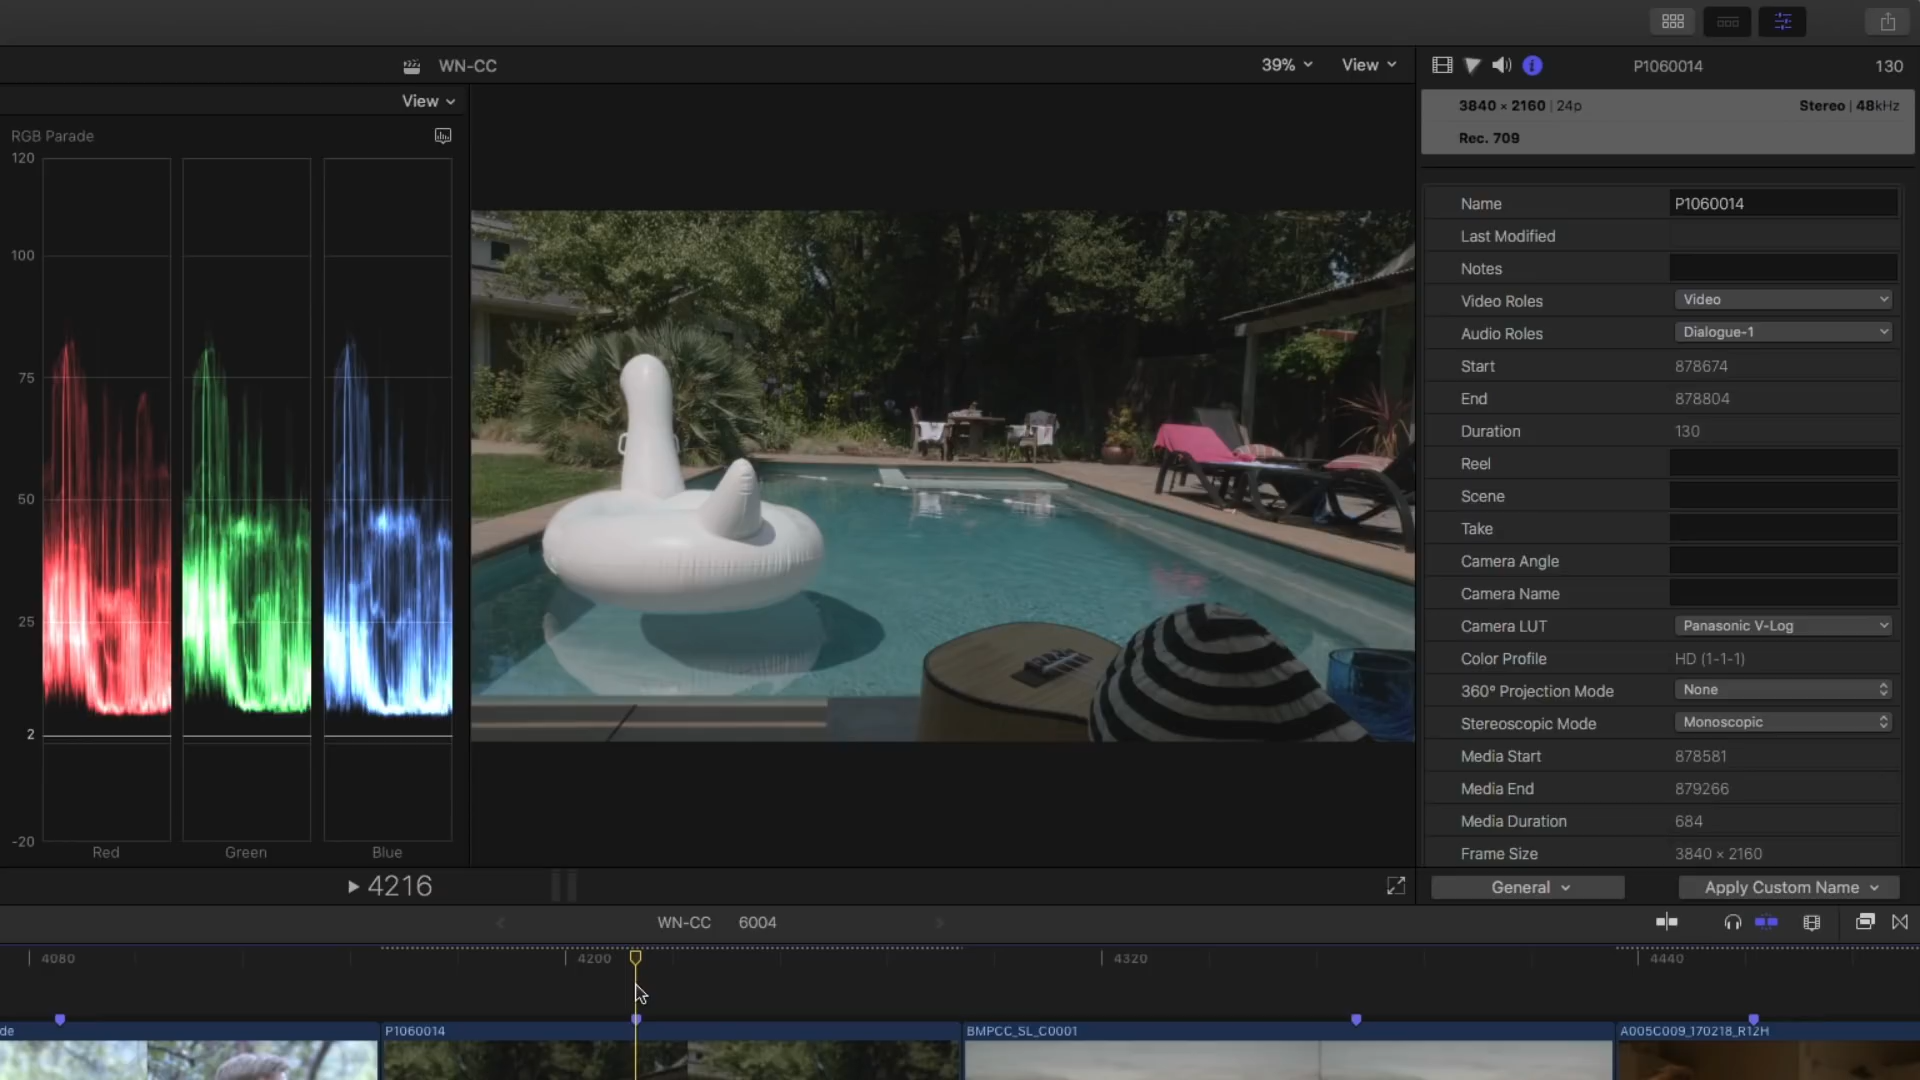 WN-CC
39%
View
P1060014
130
View
3840 × 2160 | 24p
Stereo | 48kHz
Rec. 709
RGB Parade
120
100
75
50
25
2
-20
Red
Green
Blue
Name
P1060014
Last Modified
Notes
Video Roles
Video
Audio Roles
Dialogue-1
Start
878674
End
878804
Duration
130
Reel
Scene
Take
Camera Angle
Camera Name
Camera LUT
Panasonic V-Log
Color Profile
HD (1-1-1)
360° Projection Mode
None
Stereoscopic Mode
Monoscopic
Media Start
878581
Media End
879266
Media Duration
684
Frame Size
3840 × 2160
4216
General
Apply Custom Name
WN-CC
6004
4080
4200
4320
4440
de
P1060014
BMPCC_SL_C0001
A005C009_170218_R12H